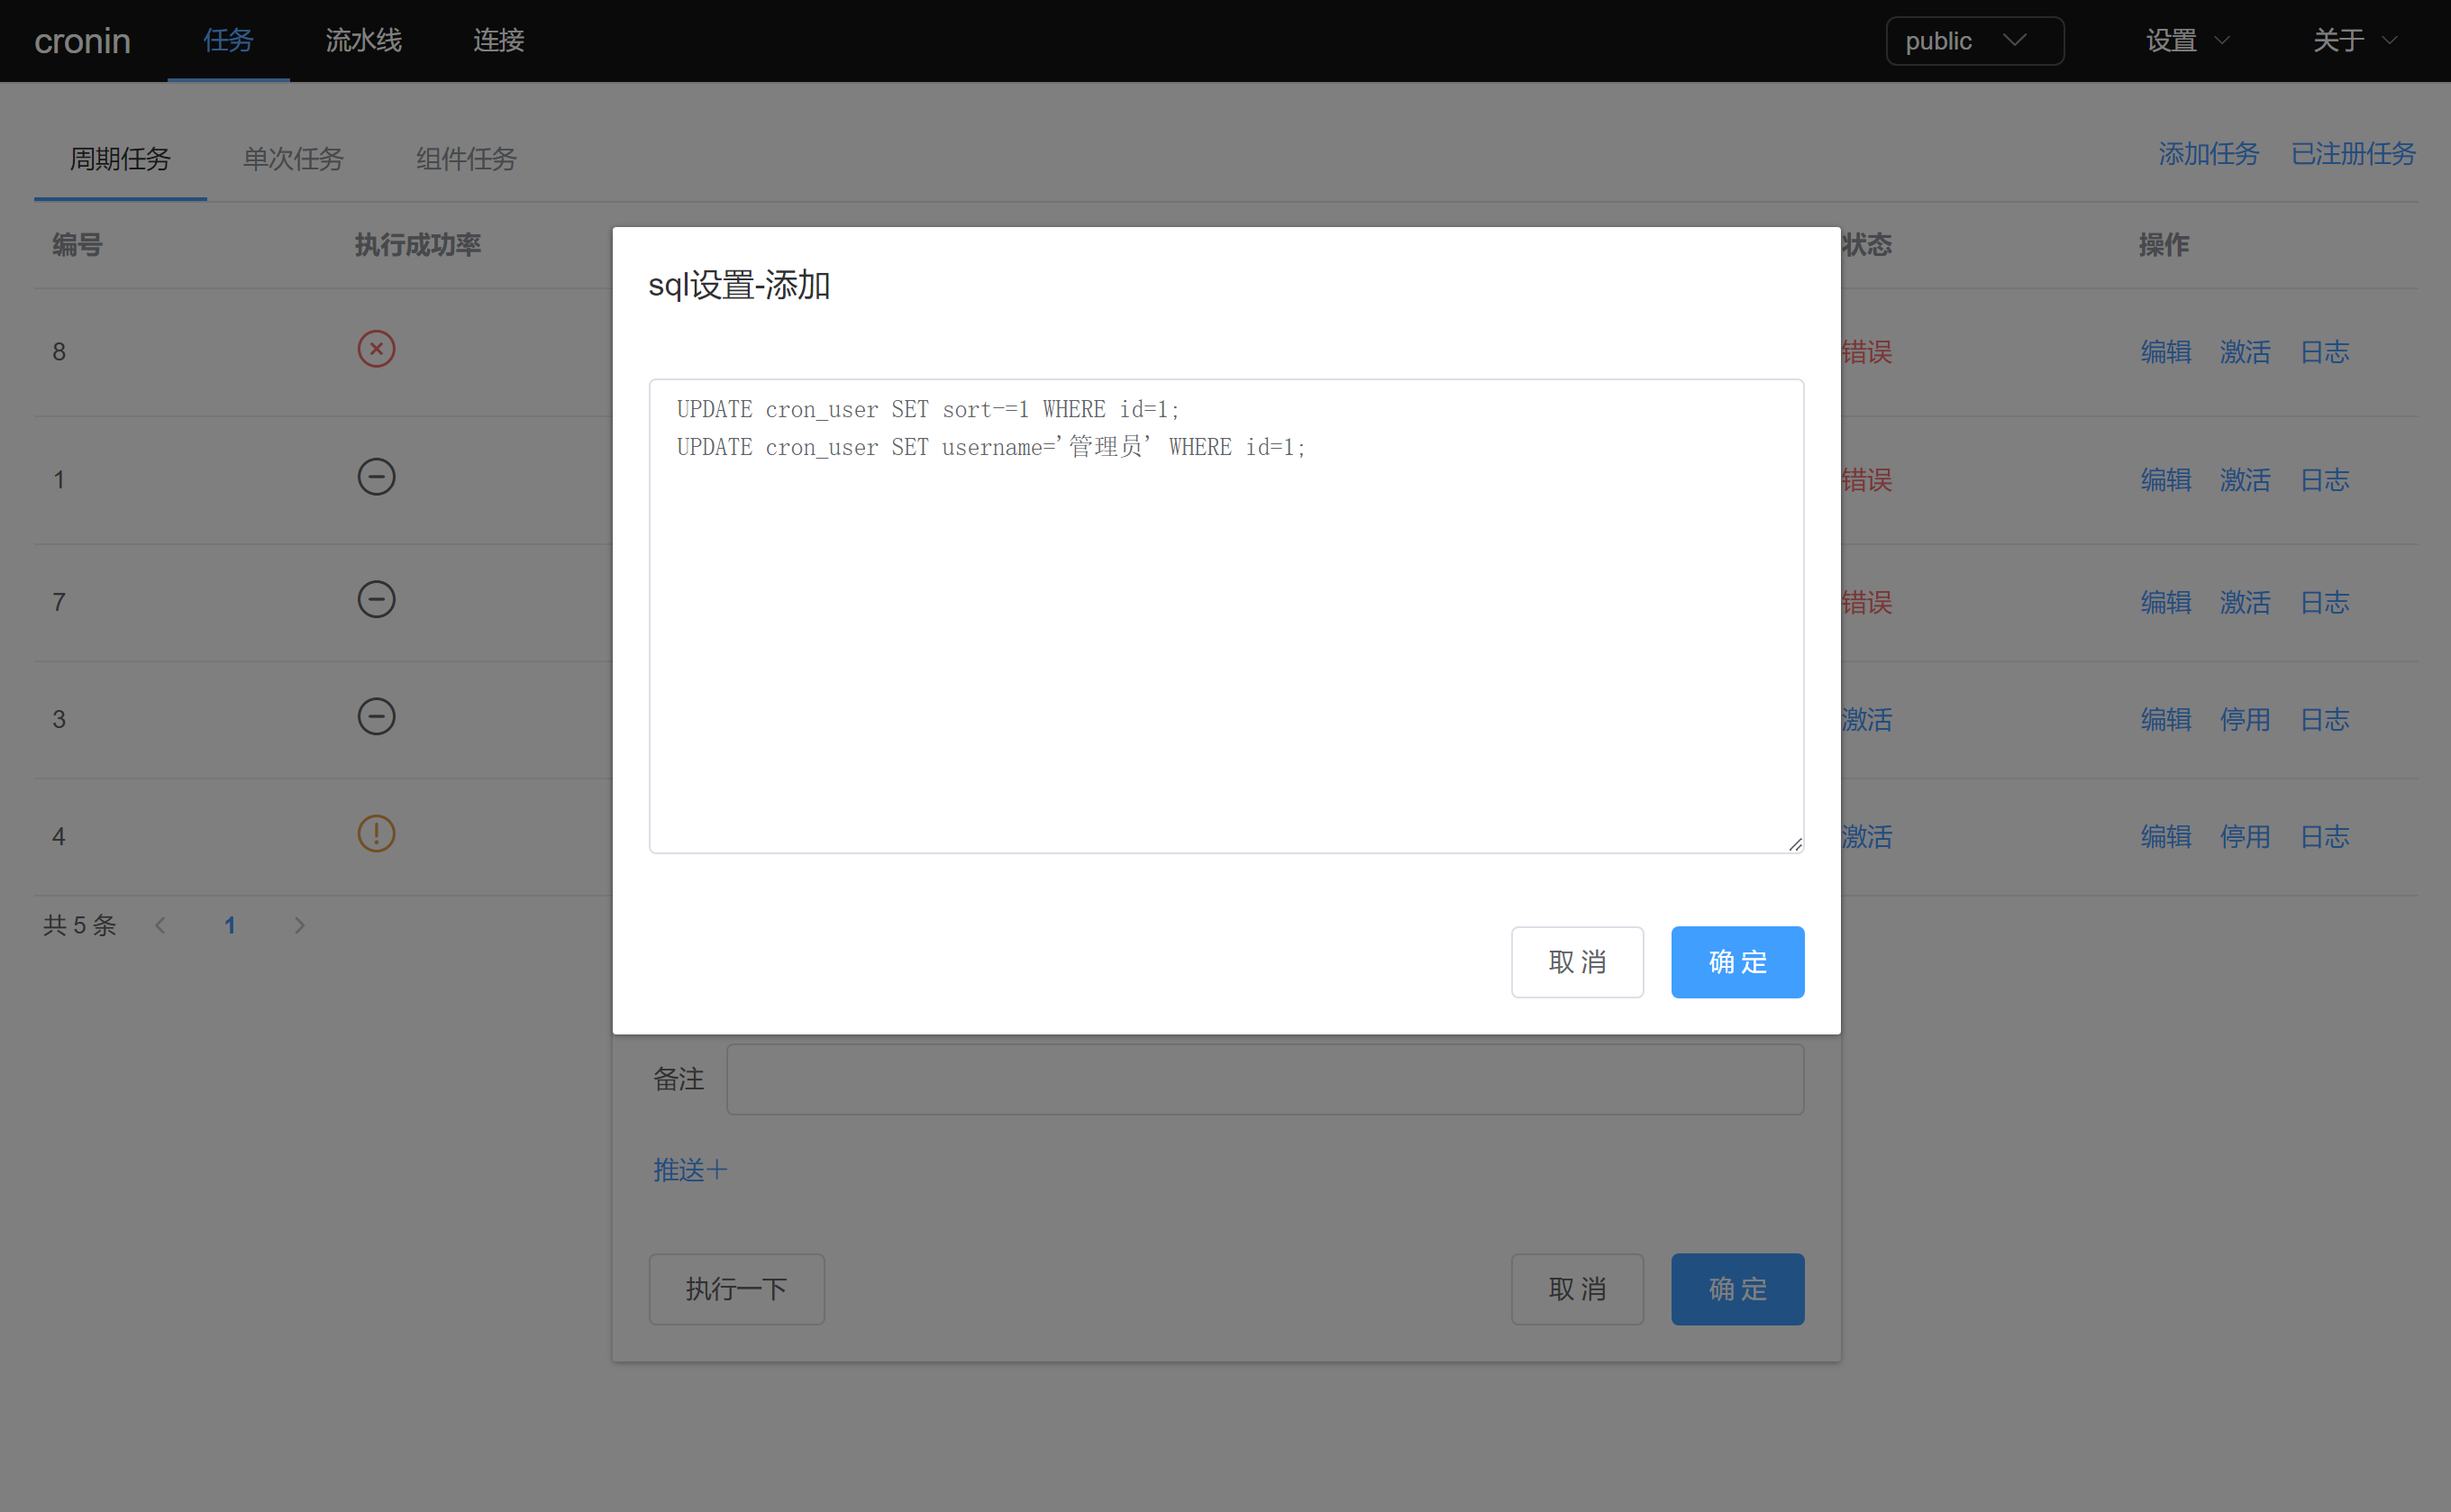 cronin 任务 流水线 连接 public 设置 关于
周期任务 单次任务 组件任务 添加任务 已注册任务
编号 执行成功率 状态 操作
sql设置-添加
8 错误 编辑 激活 日志
UPDATE cron_user SET sort-=1 WHERE id=1;
UPDATE cron_user SET username='管理员' WHERE id=1;
1 错误 编辑 激活 日志
7 错误 编辑 激活 日志
3 激活 编辑 停用 日志
4 激活 编辑 停用 日志
共 5 条 1
取 消 确 定
备注
推送
执行一下 取 消 确 定